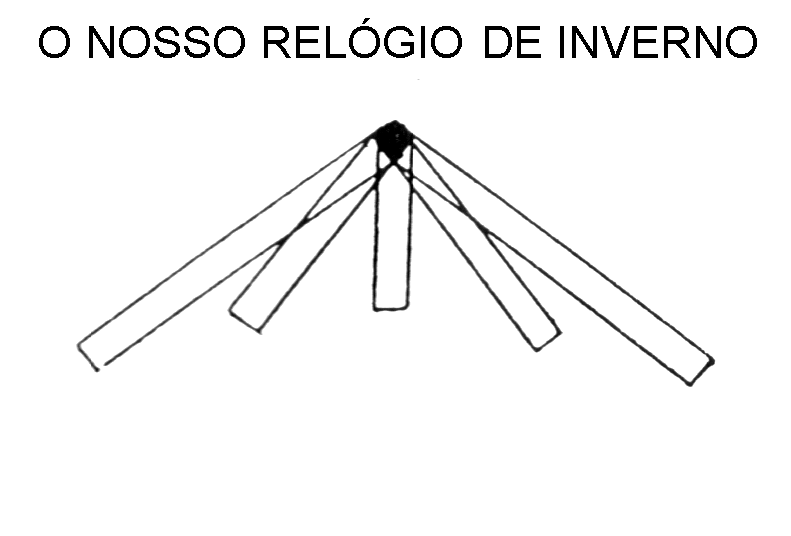 O NOSSO RELÓGIO DE INVERNO